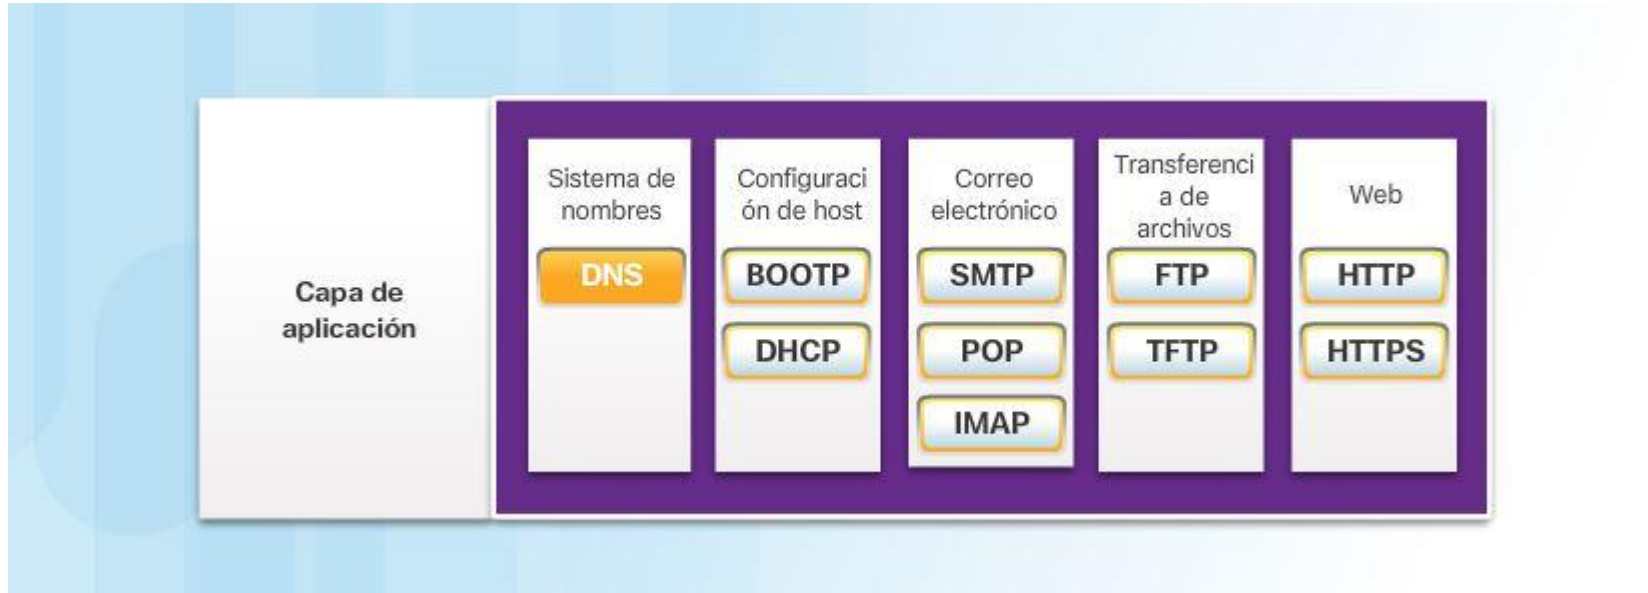 Capa de
aplicación
Sistema de
nombres
DNS
Configuraci
ón de host
BOOTP
DHCP
Correo
electrónico
SMTP
POP
IMAP
Transferenci
a de
archivos
FTP
TFTP
Web
HTTP
HTTPS